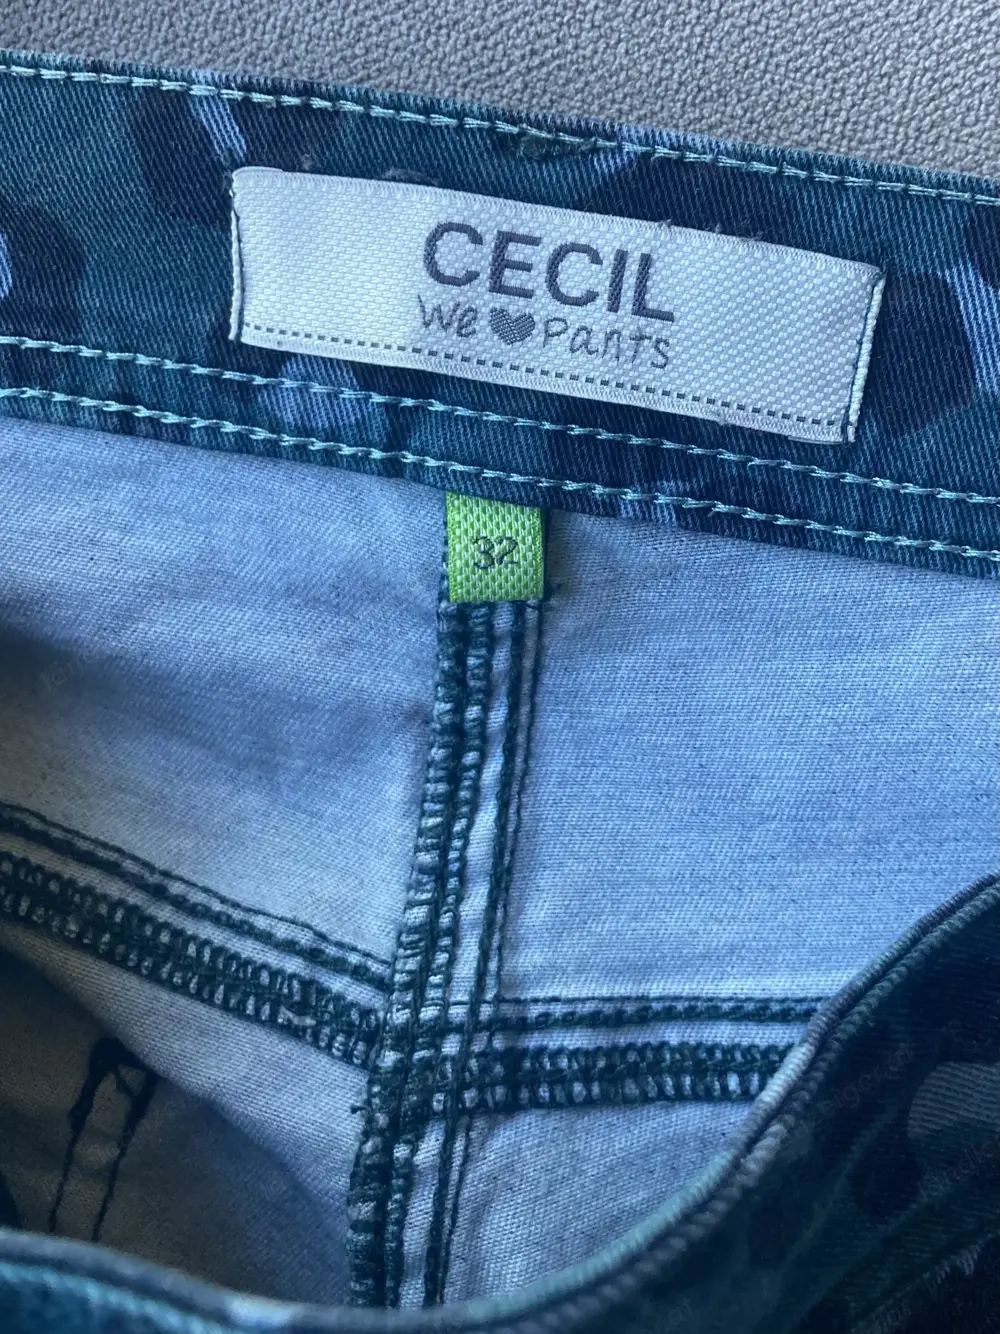 CECIL
We ♥ Pants
32